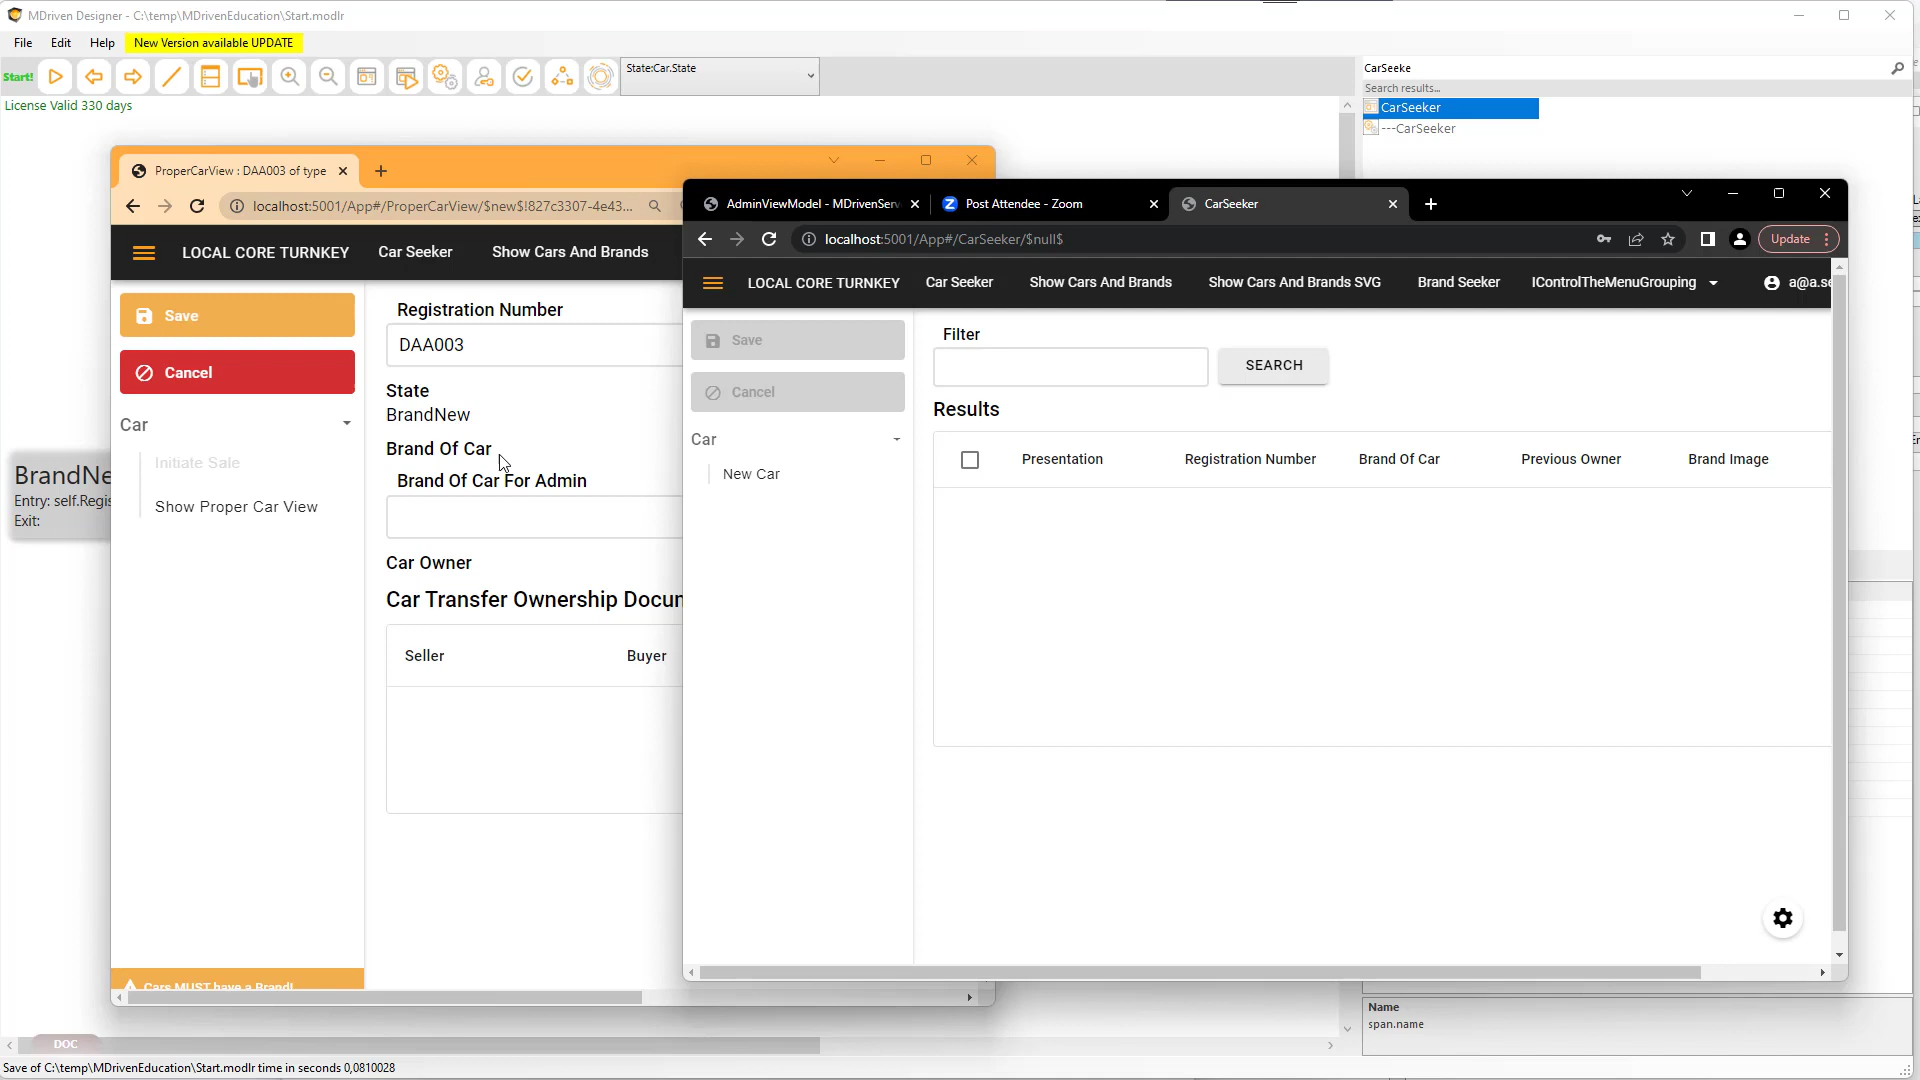 MDriven Designer - C:\temp\MDrivenEducation\Start.modlr
File Edit Help New Version available UPDATE
Start!
State:Car.State
License Valid 330 days
CarSeeke
Search results...
CarSeeker
---CarSeeker
BrandNe
Entry: self.Regis
Exit:
ProperCarView : DAA003 of type
localhost:5001/App#/ProperCarView/$new$!827c3307-4e43...
LOCAL CORE TURNKEY Car Seeker Show Cars And Brands
Save
Cancel
Car
Initiate Sale
Show Proper Car View
Registration Number
DAA003
State
BrandNew
Brand Of Car
Brand Of Car For Admin
Car Owner
Car Transfer Ownership Docun
Seller Buyer
Cars MUST have a Brand!
AdminViewModel - MDrivenServ
Post Attendee - Zoom
CarSeeker
localhost:5001/App#/CarSeeker/$null$
Update
LOCAL CORE TURNKEY Car Seeker Show Cars And Brands Show Cars And Brands SVG Brand Seeker IControlTheMenuGrouping a@a.se
Save
Cancel
Car
New Car
Filter
SEARCH
Results
Presentation Registration Number Brand Of Car Previous Owner Brand Image
Name
span.name
DOC
Save of C:\temp\MDrivenEducation\Start.modlr time in seconds 0,0810028